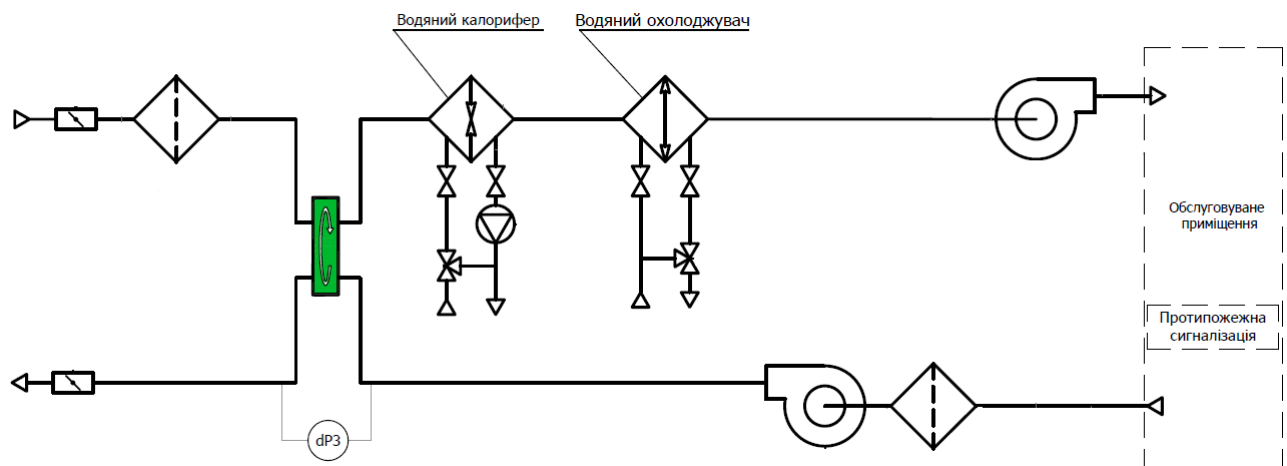 Водяний калорифер
Водяний охолоджувач
Обслуговуване
приміщення
Протипожежна
сигналізація
dP3